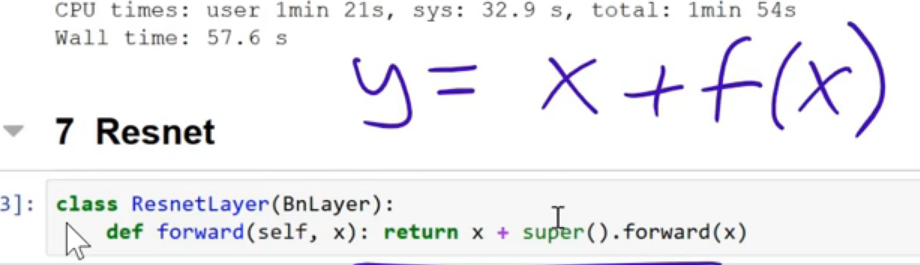 CPU times: user 1min 21s, sys: 32.9 s, total: 1min 54s
Wall time: 57.6 s
y = x + f(x)
7 Resnet
3]: class ResnetLayer(BnLayer):
def forward(self, x): return x + super().forward(x)